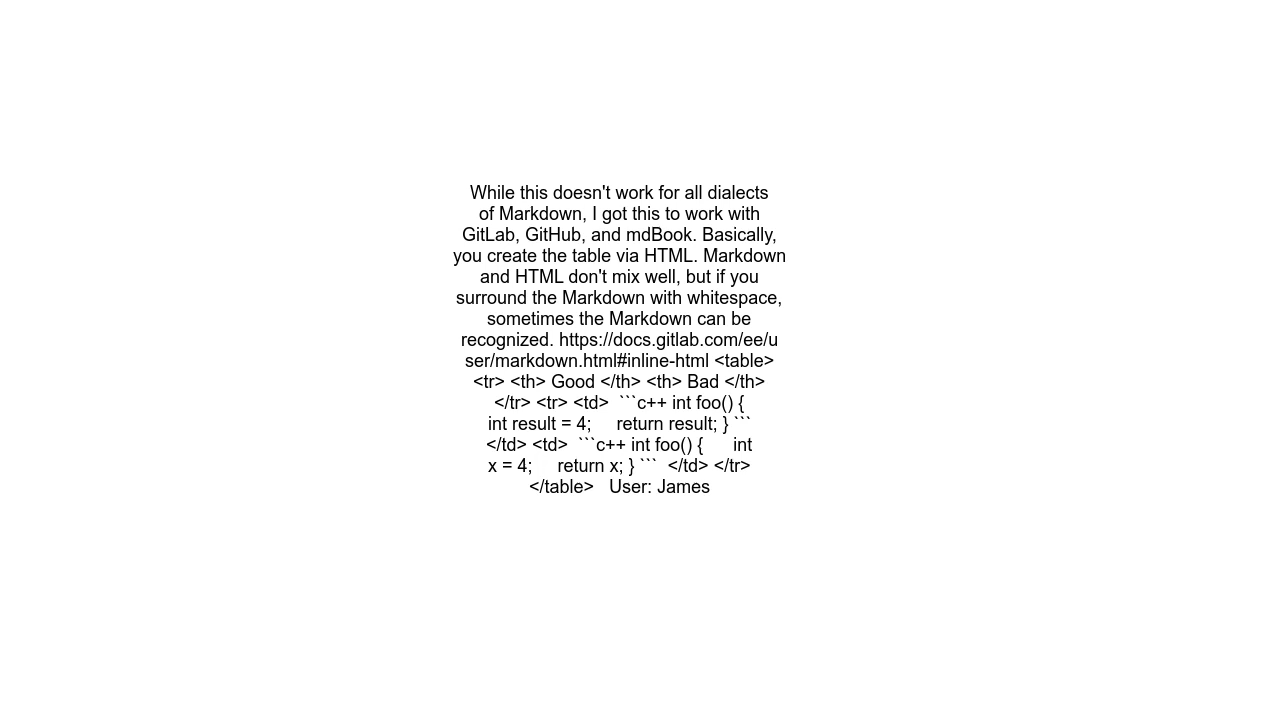 While this doesn't work for all dialects
of Markdown, I got this to work with
GitLab, GitHub, and mdBook. Basically,
you create the table via HTML. Markdown
and HTML don't mix well, but if you
surround the Markdown with whitespace,
sometimes the Markdown can be
recognized. https://docs.gitlab.com/ee/u
ser/markdown.html#inline-html <table>
<tr> <th> Good </th> <th> Bad </th>
</tr> <tr> <td>  ```c++ int foo() {
int result = 4;     return result; } ```
</td> <td>  ```c++ int foo() {      int
x = 4;     return x; } ```  </td> </tr>
</table>   User: James